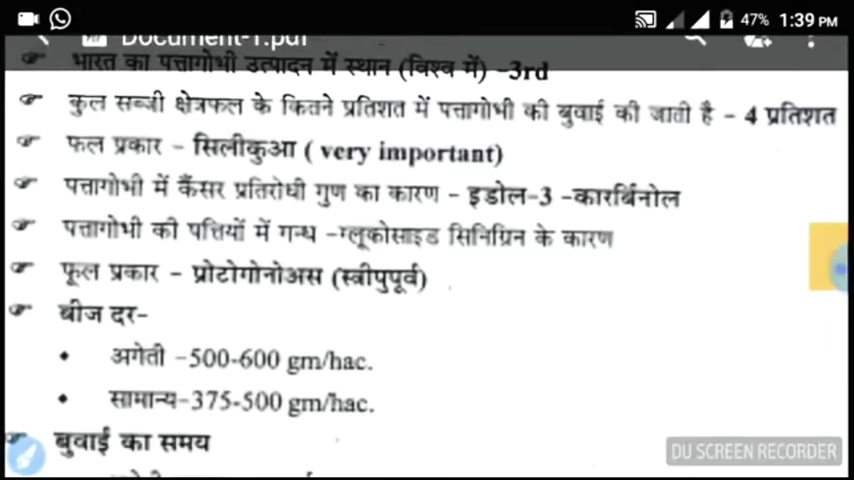 47% 1:39 PM
Document-1.pdf
भारत का पत्तागोभी उत्पादन में स्थान (विश्व में) -3rd
कुल सब्जी क्षेत्रफल के कितने प्रतिशत में पत्तागोभी की बुवाई की जाती है - 4 प्रतिशत
फल प्रकार - सिलीकुआ ( very important)
पत्तागोभी में कैंसर प्रतिरोधी गुण का कारण - इडोल-3 -कारबिनोल
पत्तागोभी की पत्तियों में गन्ध -ग्लूकोसाइड सिनिग्रिन के कारण
फूल प्रकार - प्रोटोगोनोअस (स्त्रीपुपूर्व)
बीज दर-
अगेती -500-600 gm/hac.
सामान्य-375-500 gm/hac.
बुवाई का समय
DU SCREEN RECORDER